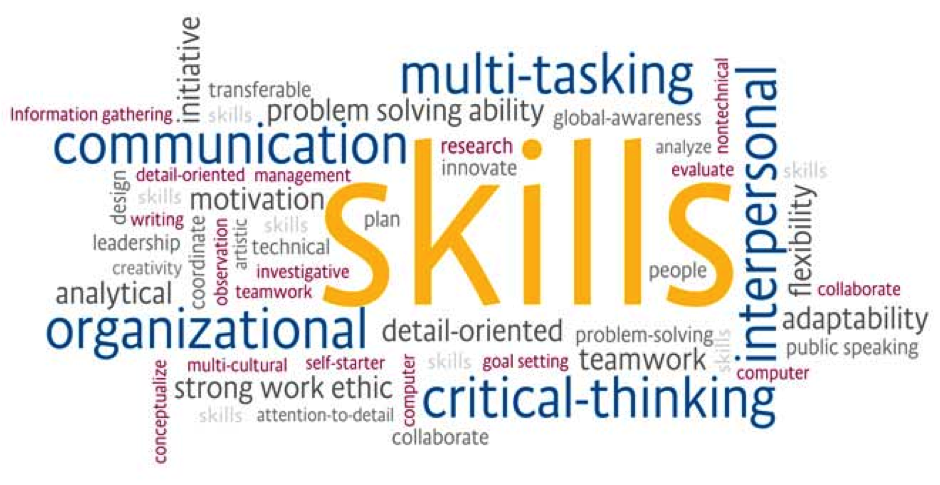 initiative
transferable
multi-tasking
nontechnical
Information gathering
skills
problem solving ability
global-awareness
interpersonal
communication
research
analyze
innovate
evaluate
skills
skills
design
detail-oriented
management
skills
motivation
plan
flexibility
writing
coordinate
observation
artistic
skills
leadership
technical
creativity
investigative
people
analytical
teamwork
collaborate
organizational
detail-oriented
problem-solving
skills
adaptability
public speaking
conceptualize
multi-cultural
self-starter
computer
skills
goal setting
teamwork
computer
strong work ethic
critical-thinking
skills
attention-to-detail
collaborate